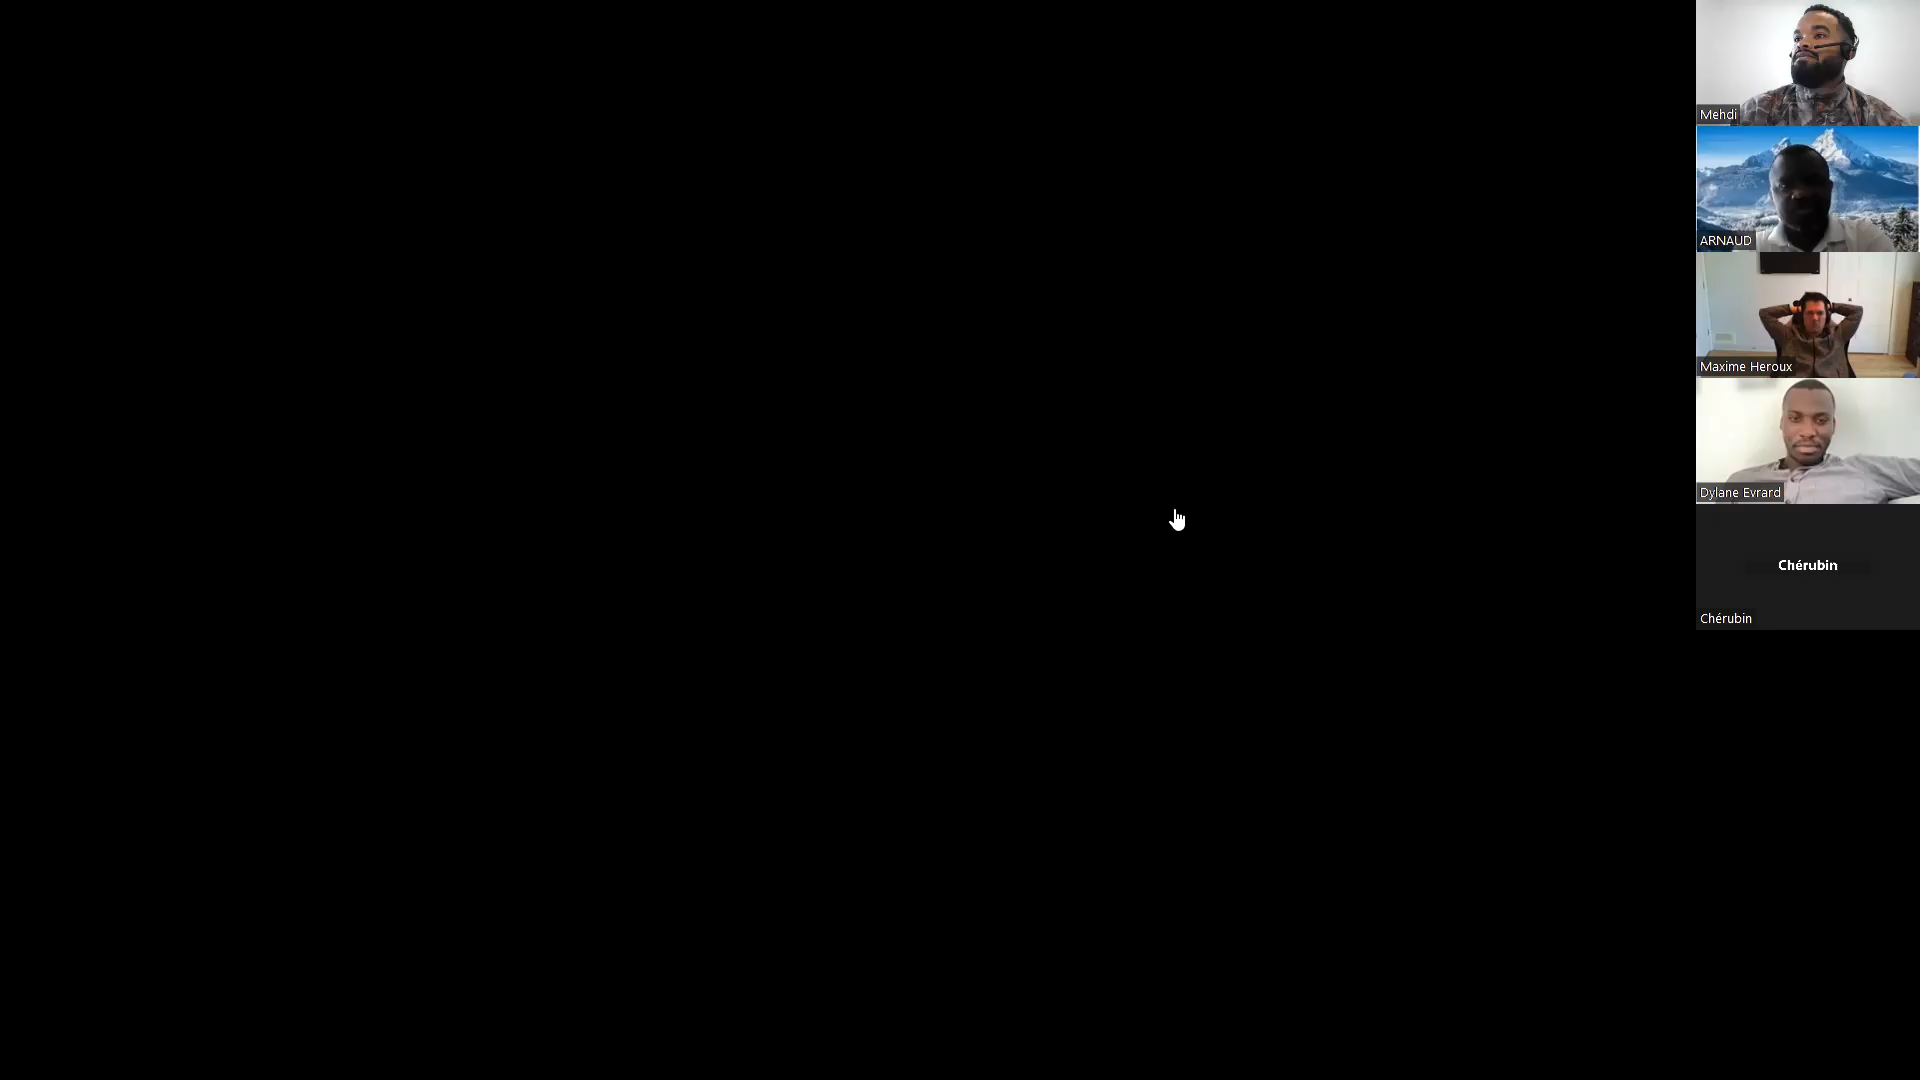 Mehdi
ARNAUD
Maxime Heroux
Dylane Evrard
Chérubin
Chérubin